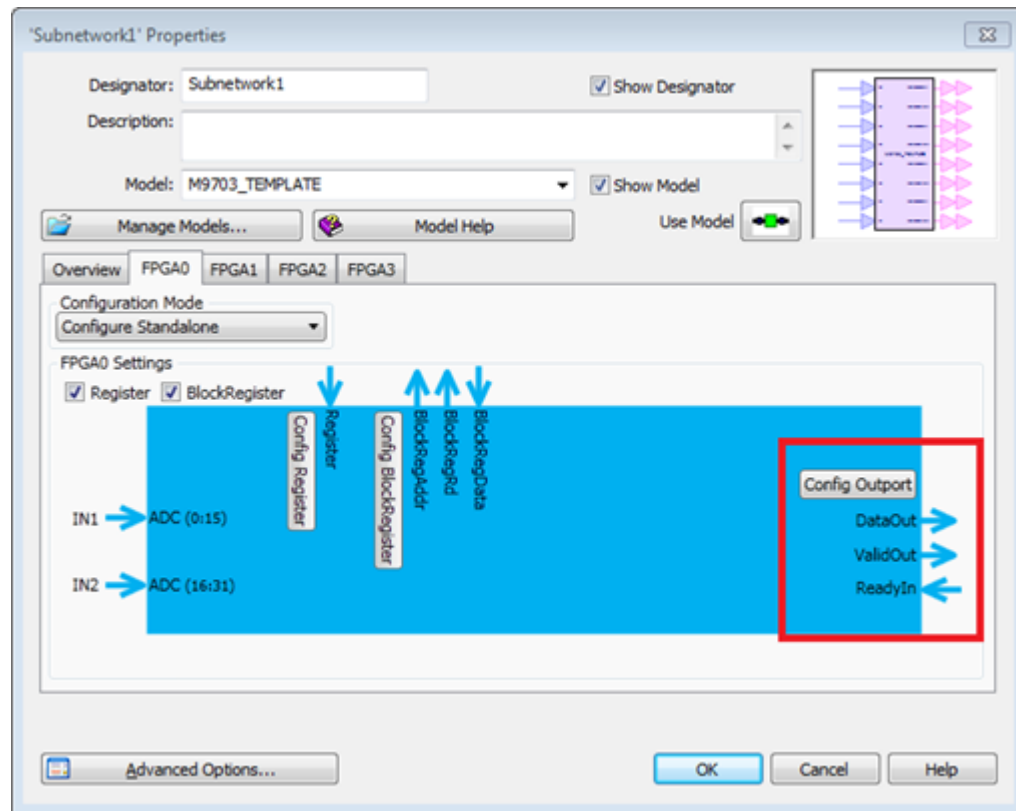 'Subnetwork1' Properties
Designator: Subnetwork1
Show Designator
Description:
Model: M9703_TEMPLATE
Show Model
Manage Models...
Model Help
Use Model
Overview FPGA0 FPGA1 FPGA2 FPGA3
Configuration Mode
Configure Standalone
FPGA0 Settings
Register BlockRegister
Config Register
Register
Config BlockRegister
BlockRegAddr
BlockRegRd
BlockRegData
Config Outport
IN1 ADC (0:15)
DataOut
ValidOut
IN2 ADC (16:31)
ReadyIn
Advanced Options...
OK Cancel Help